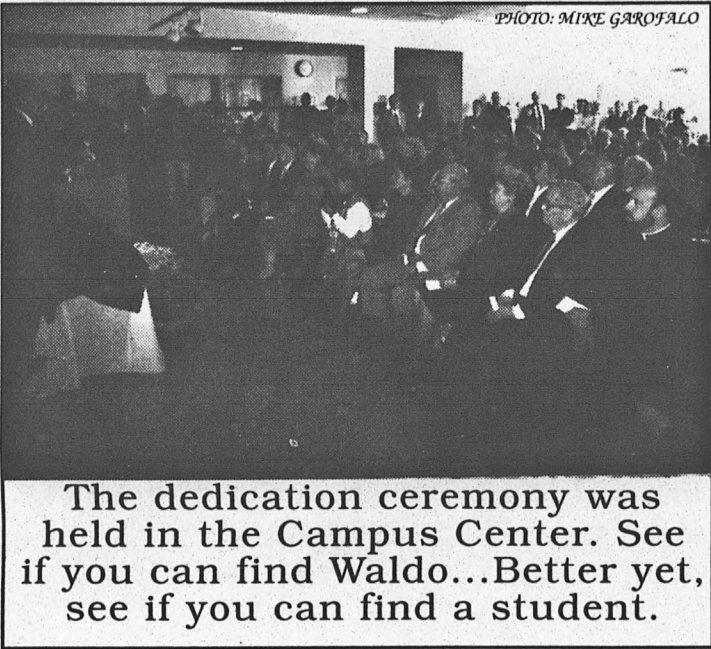 PHOTO: MIKE GAROFALO
The dedication ceremony was
held in the Campus Center. See
if you can find Waldo...Better yet,
see if you can find a student.